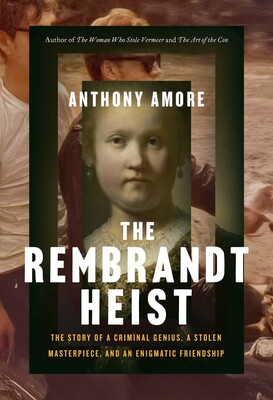 Author of The Woman Who Stole Vermeer and The Art of the Con
ANTHONY AMORE
THE
REMBRANDT
HEIST
THE STORY OF A CRIMINAL GENIUS, A STOLEN
MASTERPIECE, AND AN ENIGMATIC FRIENDSHIP